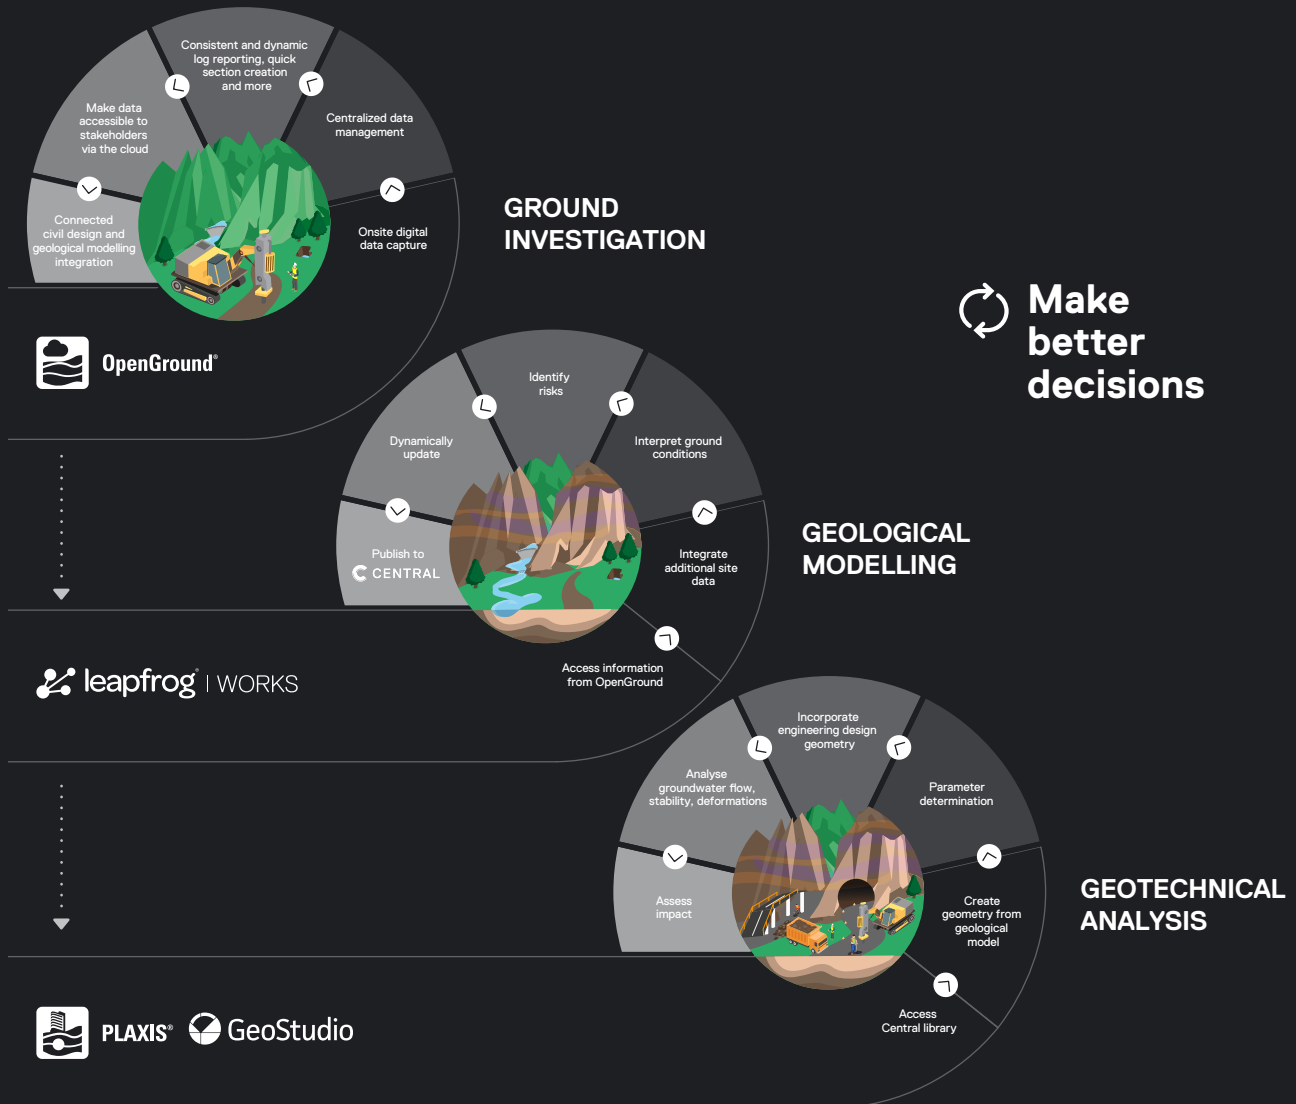 Consistent and dynamic
log reporting, quick
section creation
and more
Make data
accessible to
stakeholders
via the cloud
Centralized data
management
Connected
civil design and
geological modelling
integration
Onsite digital
data capture
GROUND
INVESTIGATION
OpenGround®
Make
better
decisions
Identify
risks
Dynamically
update
Interpret ground
conditions
Publish to
CENTRAL
Integrate
additional site
data
Access information
from OpenGround
GEOLOGICAL
MODELLING
leapfrog® | WORKS
Incorporate
engineering design
geometry
Analyse
groundwater flow,
stability, deformations
Parameter
determination
Assess
impact
Create
geometry from
geological
model
Access
Central library
GEOTECHNICAL
ANALYSIS
PLAXIS® GeoStudio